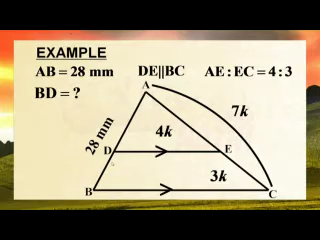 EXAMPLE
AB = 28 mm DE||BC AE : EC = 4 : 3
BD = ?
A
7k
28 mm
4k
D
E
3k
B
C